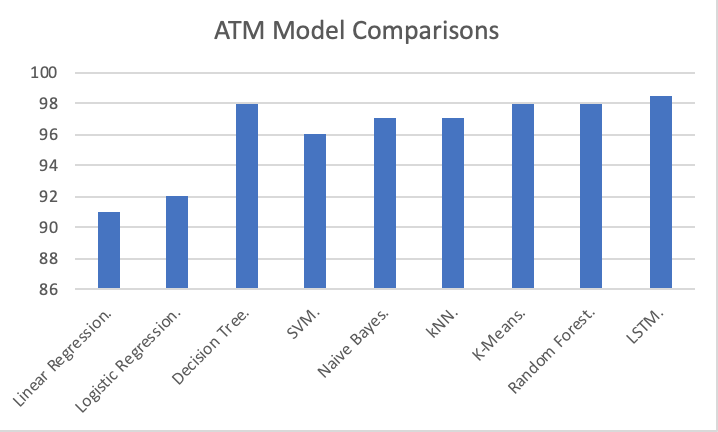 ATM Model Comparisons
100
98
96
94
92
90
88
86
Linear Regression.
Logistic Regression.
Decision Tree.
SVM.
Naive Bayes.
kNN.
K-Means.
Random Forest.
LSTM.